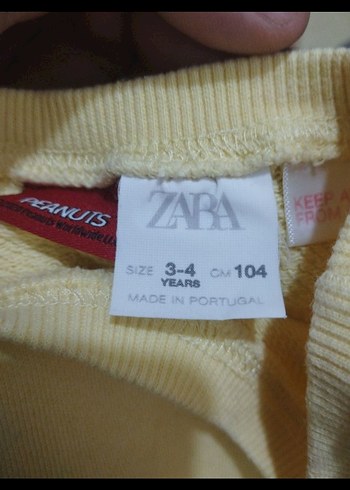 ZARA
PEANUTS
SIZE 3-4 CM 104
YEARS
MADE IN PORTUGAL
KEEP A
FROM